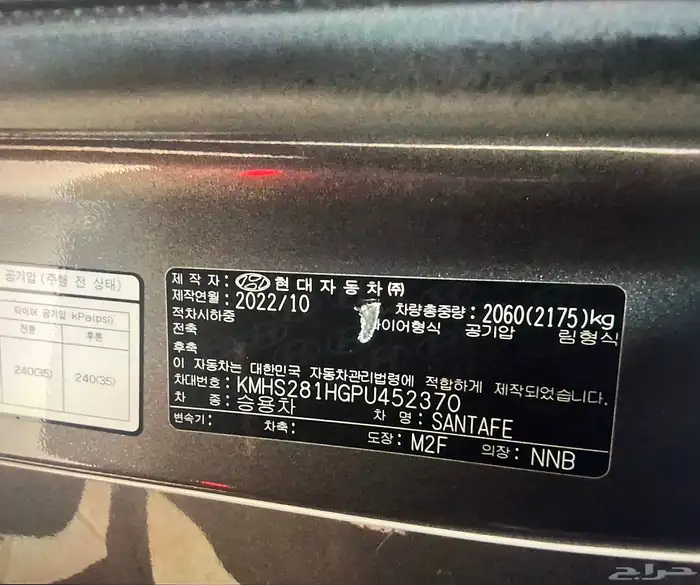 공기압 (주행 전 상태)
타이어 공기압 kPa(psi)
전륜 후륜
240(35) 240(35)
제 작 자 : 현대자동차㈜
제작연월 : 2022/10 차량총중량 : 2060(2175)kg
적차시하중 타이어형식 공기압 림형식
전축
후축
이 자동차는 대한민국 자동차관리법령에 적합하게 제작되었습니다.
차대번호 : KMHS281HGPU452370
차 종 : 승용차 차 명 : SANTAFE
변속기 : 차축 : 도장 : M2F 의장 : NNB
حراج